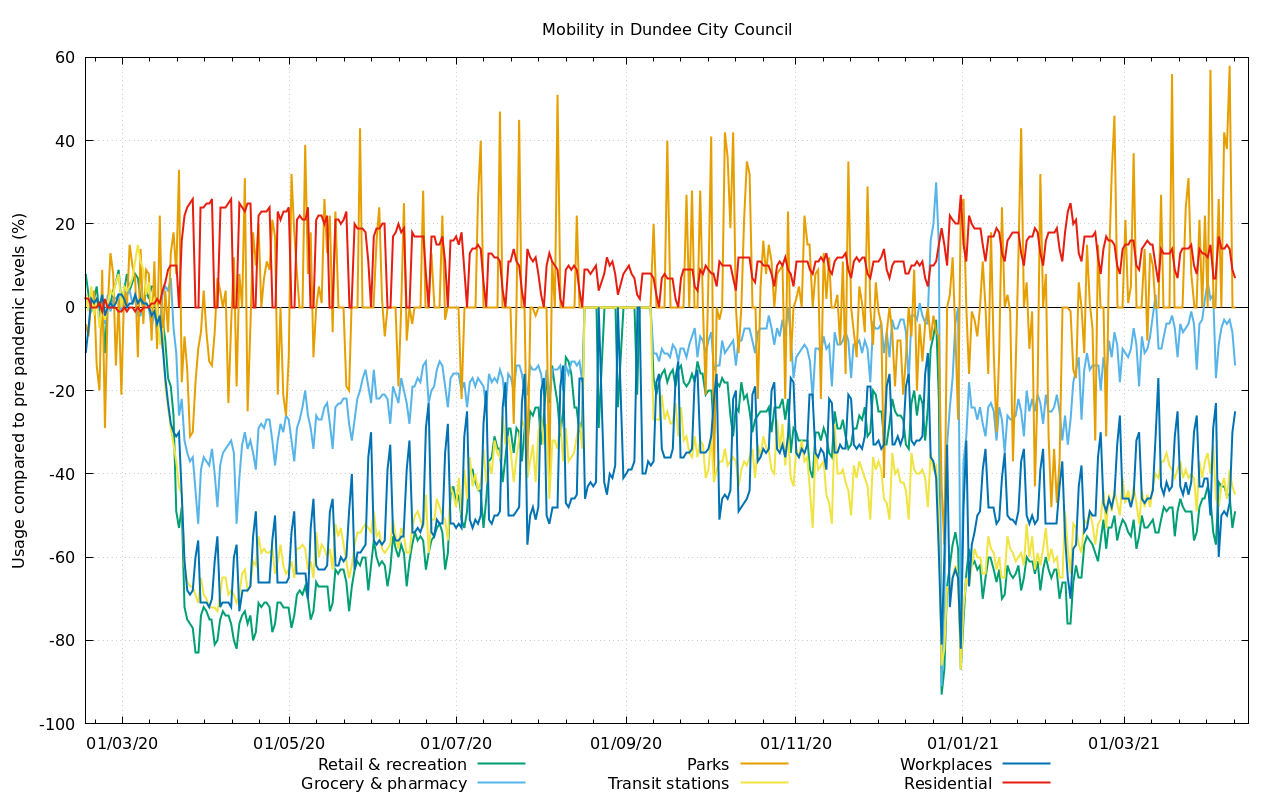 Mobility in Dundee City Council
Usage compared to pre pandemic levels (%)
60
40
20
0
-20
-40
-60
-80
-100
01/03/20 01/05/20 01/07/20 01/09/20 01/11/20 01/01/21 01/03/21
Retail & recreation Parks Workplaces
Grocery & pharmacy Transit stations Residential